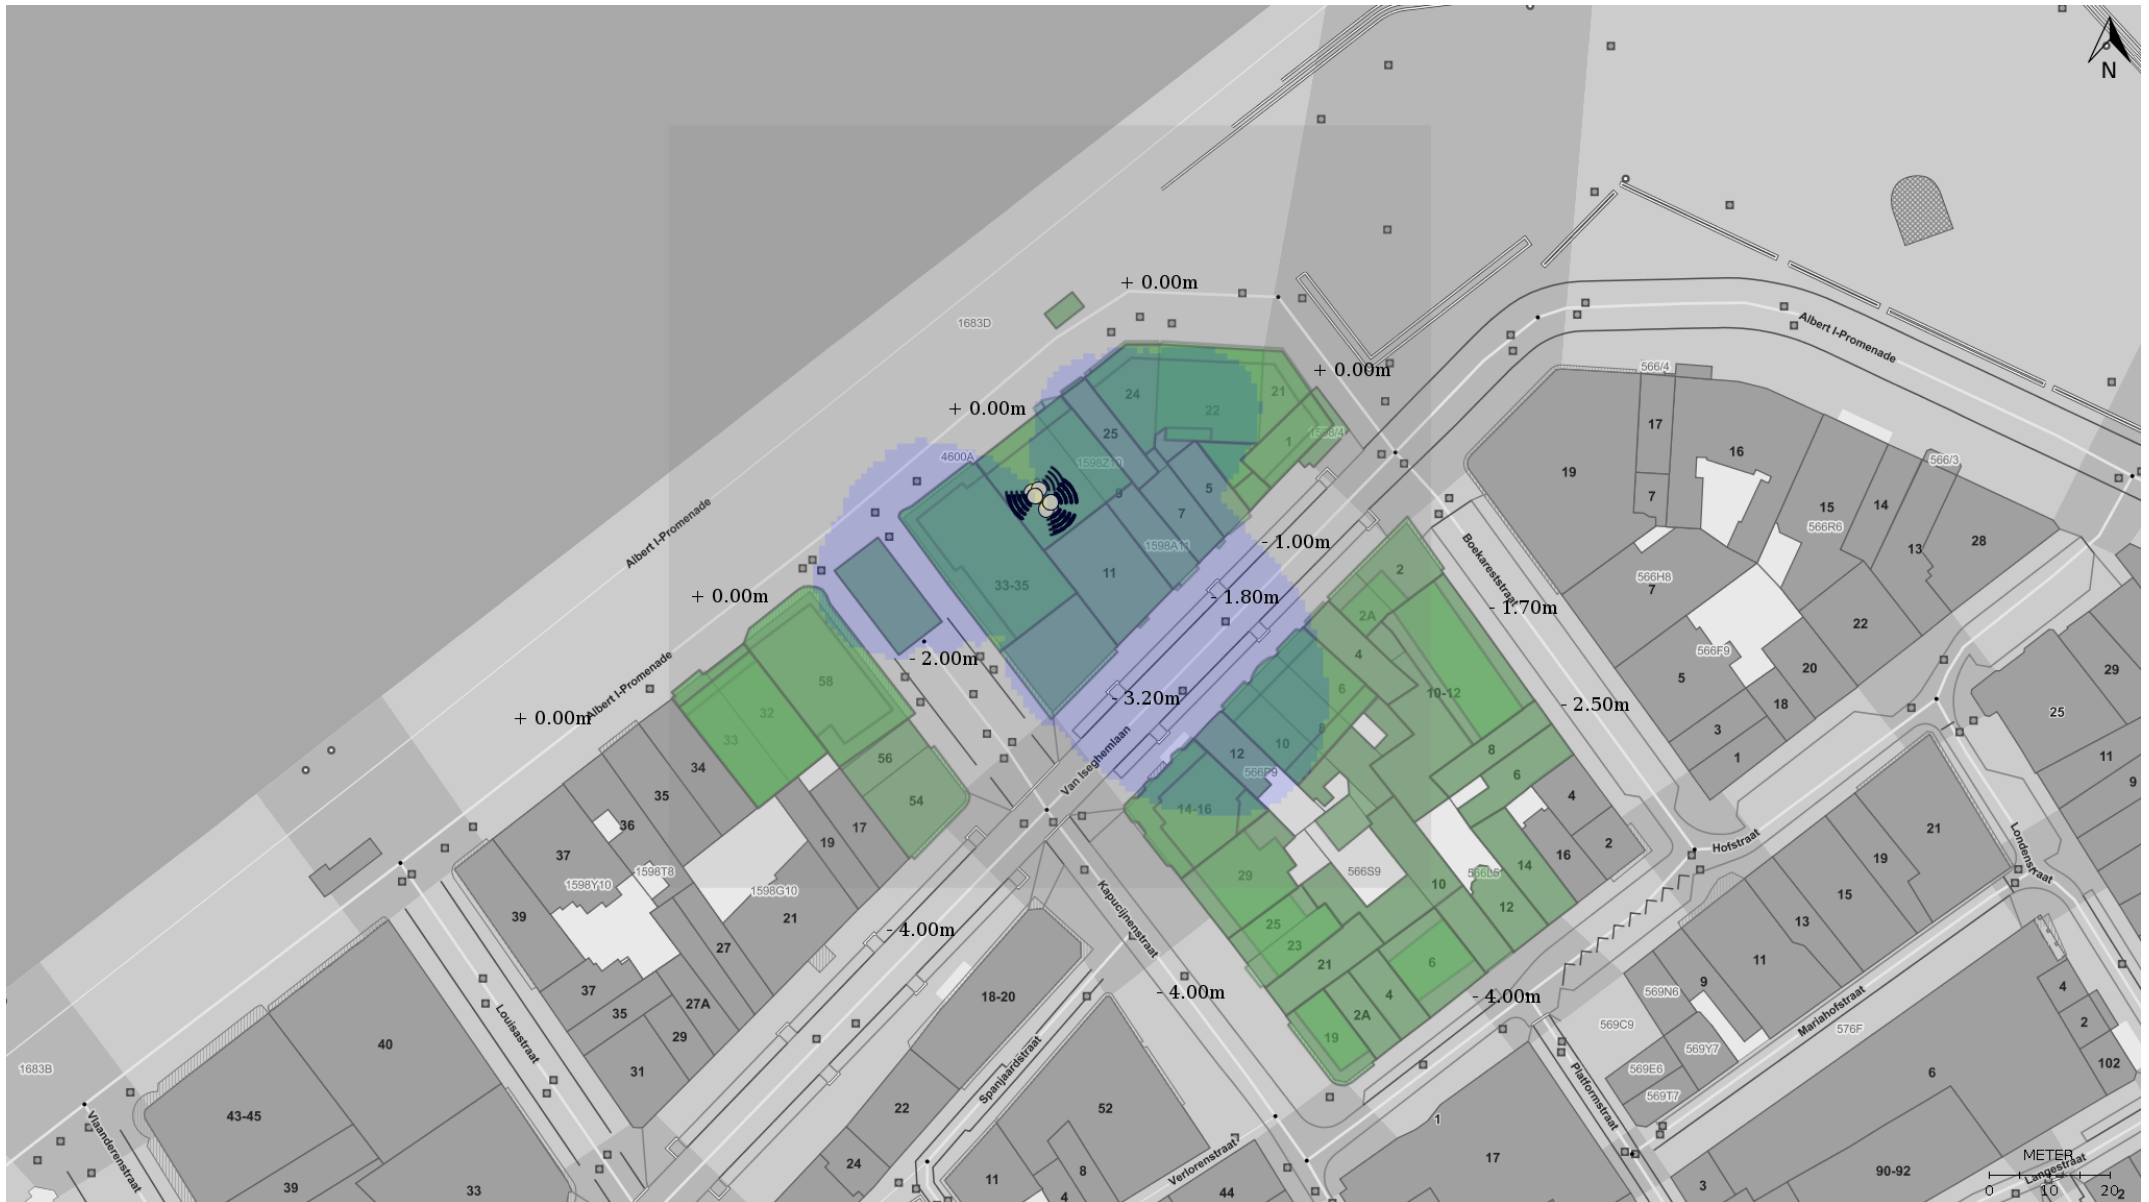 N
+ 0.00m
1683D
+ 0.00m
Albert I-Promenade
566/4
566/3
24
22
21
1
1598/4
17
16
19
7
15
14
13
28
566R6
+ 0.00m
25
1598Z10
9
5
7
1598A11
11
4600A
33-35
- 1.00m
- 1.80m
Boekareststraat
- 1.70m
566H8
7
566F9
5
22
20
18
3
1
Albert I-Promenade
+ 0.00m
- 2.00m
- 3.20m
Van Iseghemlaan
- 2.50m
2
2A
4
6
8
10-12
10
12
566P9
14-16
8
6
4
2
16
14
12
10
566S9
566L6
29
25
23
21
19
2A
4
6
58
32
33
56
54
Albert I-Promenade
+ 0.00m
34
35
36
37
39
1598Y10
1598T8
1598G10
17
19
21
27
27A
29
31
35
37
- 4.00m
Kapucijnenstraat
- 4.00m
- 4.00m
Hofstraat
Londenstraat
29
25
11
9
21
19
15
13
11
9
569N6
569C9
569Y7
569E6
569T7
Mariahofstraat
576F
Platformstraat
4
2
102
6
90-92
3
17
1
1683B
40
43-45
39
33
Vlaanderenstraat
Louisastraat
18-20
Spanjaardstraat
22
24
52
11
8
4
Verlorenstraat
44
Langestraat
METER
0 10 20